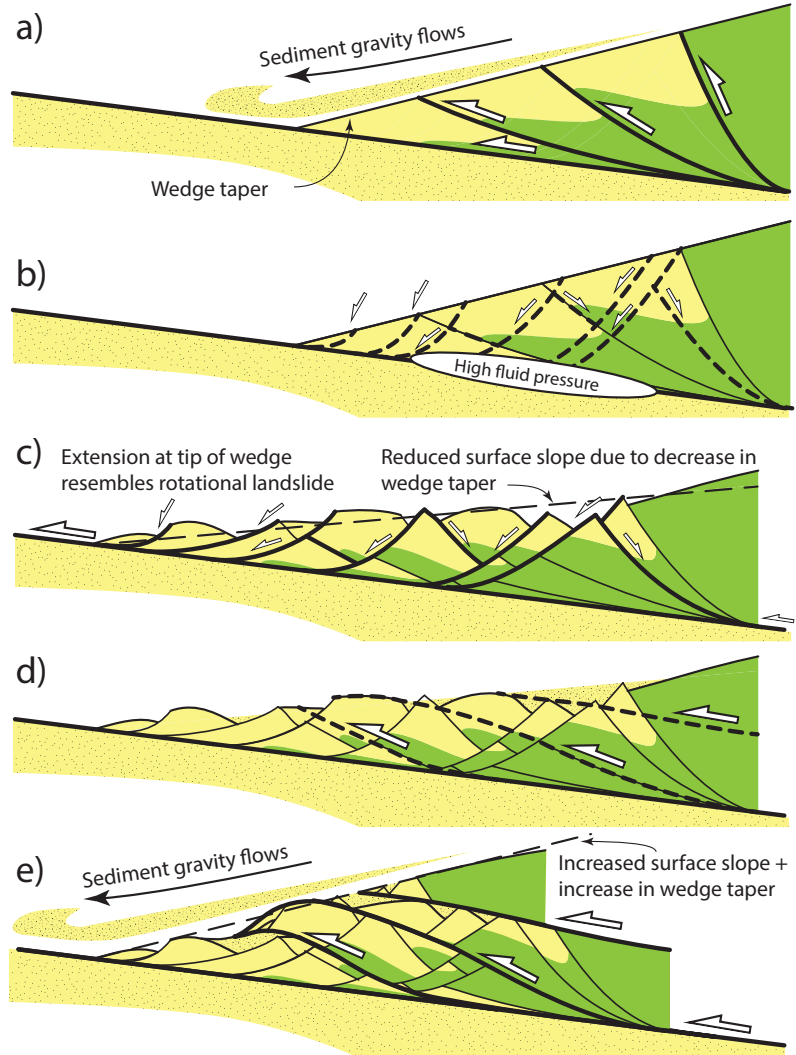 a)
Sediment gravity flows
Wedge taper
b)
High fluid pressure
c)
Extension at tip of wedge
resembles rotational landslide
Reduced surface slope due to decrease in
wedge taper
d)
e)
Sediment gravity flows
Increased surface slope +
increase in wedge taper